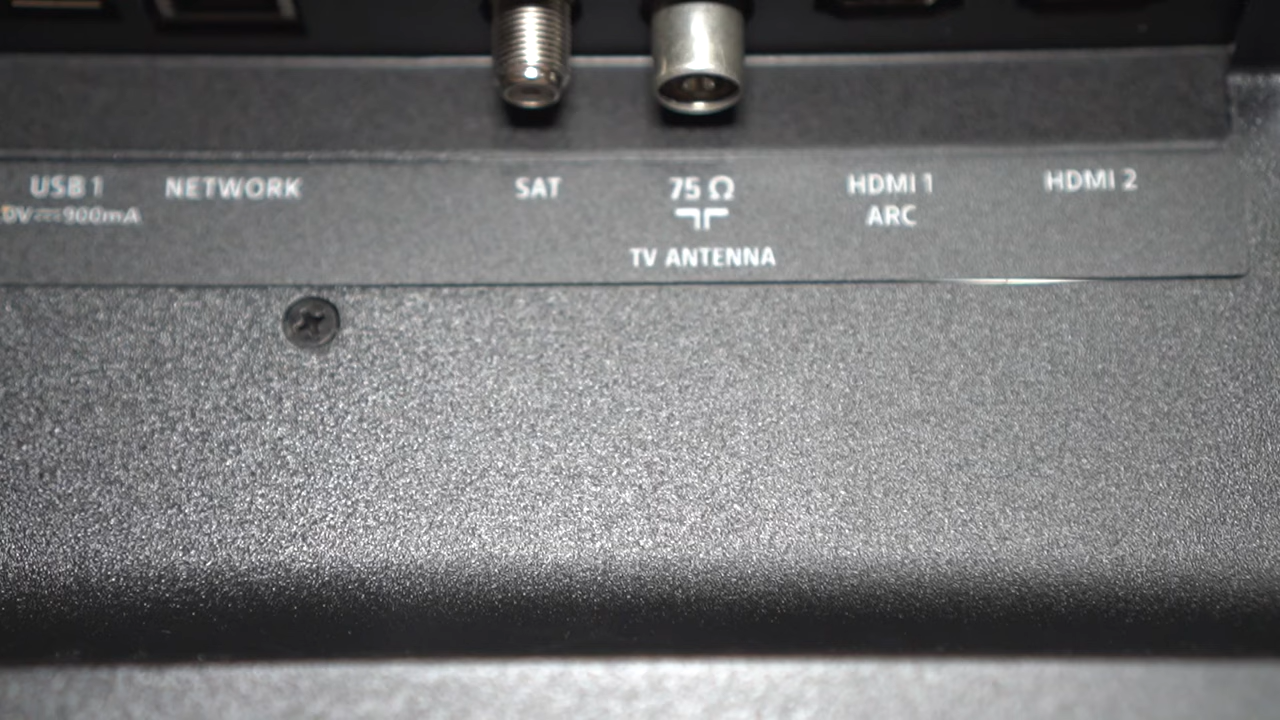 USB 1
NETWORK
SAT
75 Ω
HDMI 1
HDMI 2
900mA
ARC
TV ANTENNA